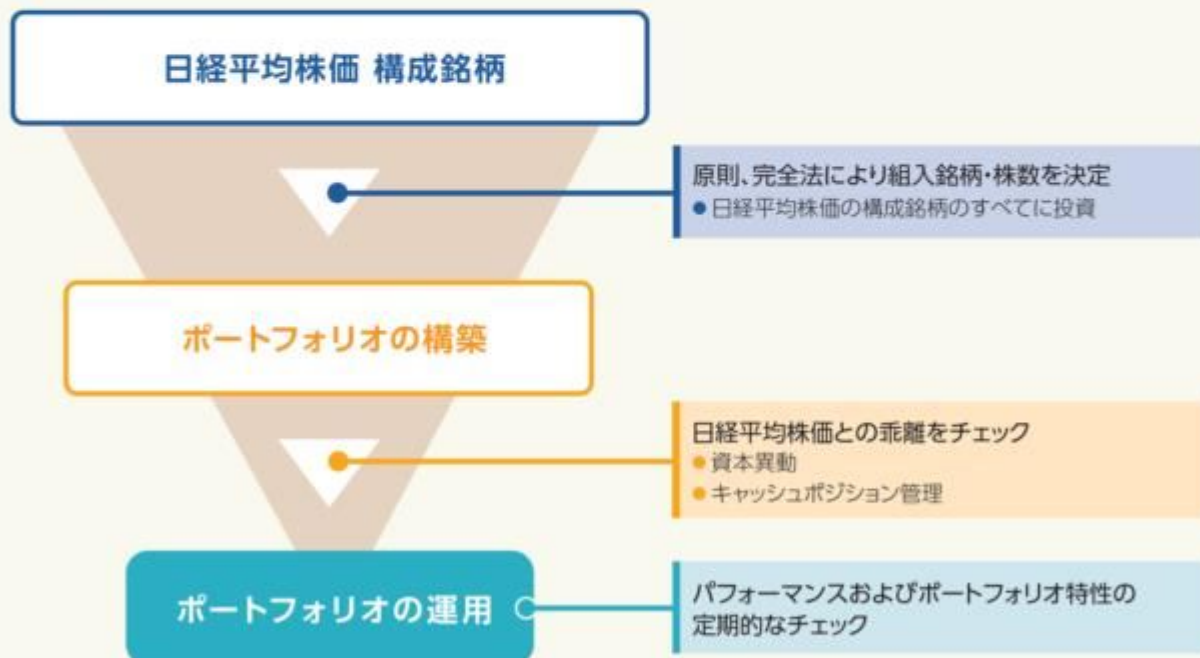 日経平均株価 構成銘柄
原則、完全法により組入銘柄・株数を決定
●日経平均株価の構成銘柄のすべてに投資
ポートフォリオの構築
日経平均株価との乖離をチェック
●資本異動
●キャッシュポジション管理
ポートフォリオの運用
パフォーマンスおよびポートフォリオ特性の
定期的なチェック